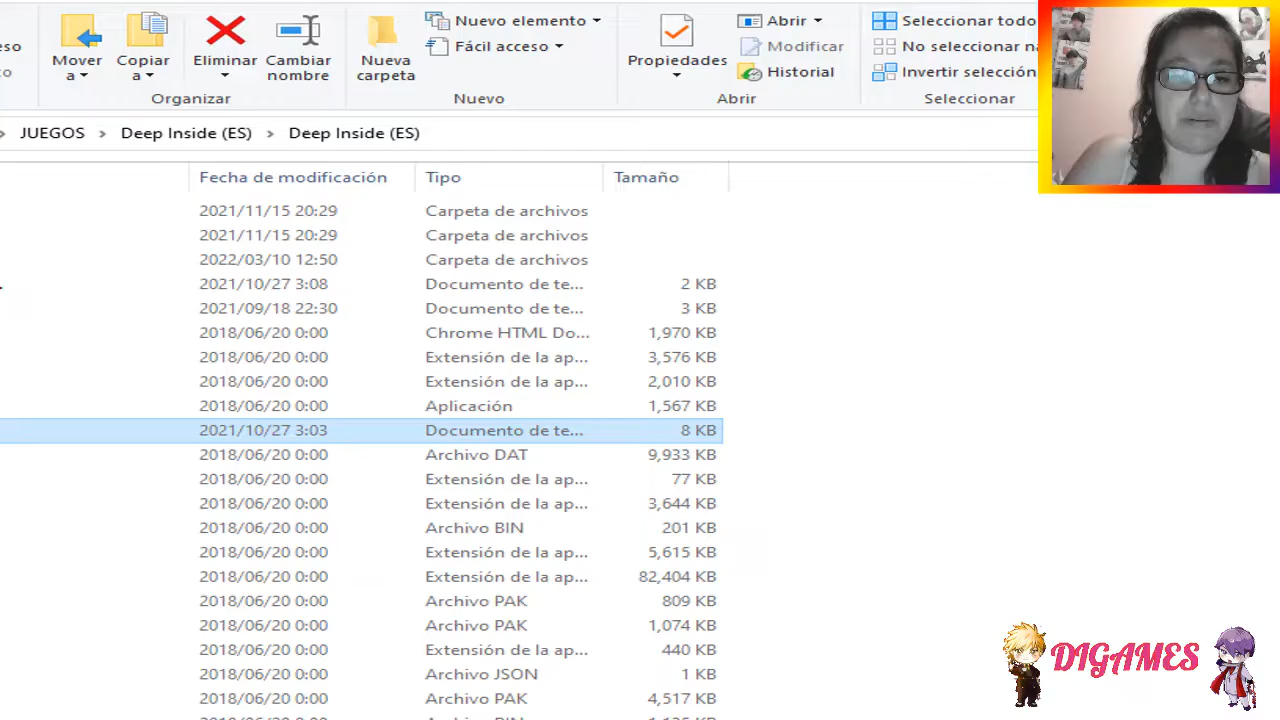 eso
Mover a
Copiar a
Eliminar
Cambiar nombre
Organizar
Nueva carpeta
Nuevo elemento
Fácil acceso
Nuevo
Propiedades
Abrir
Modificar
Historial
Abrir
Seleccionar todo
No seleccionar na
Invertir selección
Seleccionar
JUEGOS > Deep Inside (ES) > Deep Inside (ES)
Fecha de modificación Tipo Tamaño
2021/11/15 20:29 Carpeta de archivos
2021/11/15 20:29 Carpeta de archivos
2022/03/10 12:50 Carpeta de archivos
2021/10/27 3:08 Documento de te... 2 KB
2021/09/18 22:30 Documento de te... 3 KB
2018/06/20 0:00 Chrome HTML Do... 1,970 KB
2018/06/20 0:00 Extensión de la ap... 3,576 KB
2018/06/20 0:00 Extensión de la ap... 2,010 KB
2018/06/20 0:00 Aplicación 1,567 KB
2021/10/27 3:03 Documento de te... 8 KB
2018/06/20 0:00 Archivo DAT 9,933 KB
2018/06/20 0:00 Extensión de la ap... 77 KB
2018/06/20 0:00 Extensión de la ap... 3,644 KB
2018/06/20 0:00 Archivo BIN 201 KB
2018/06/20 0:00 Extensión de la ap... 5,615 KB
2018/06/20 0:00 Extensión de la ap... 82,404 KB
2018/06/20 0:00 Archivo PAK 809 KB
2018/06/20 0:00 Archivo PAK 1,074 KB
2018/06/20 0:00 Extensión de la ap... 440 KB
2018/06/20 0:00 Archivo JSON 1 KB
2018/06/20 0:00 Archivo PAK 4,517 KB
DIGAMES